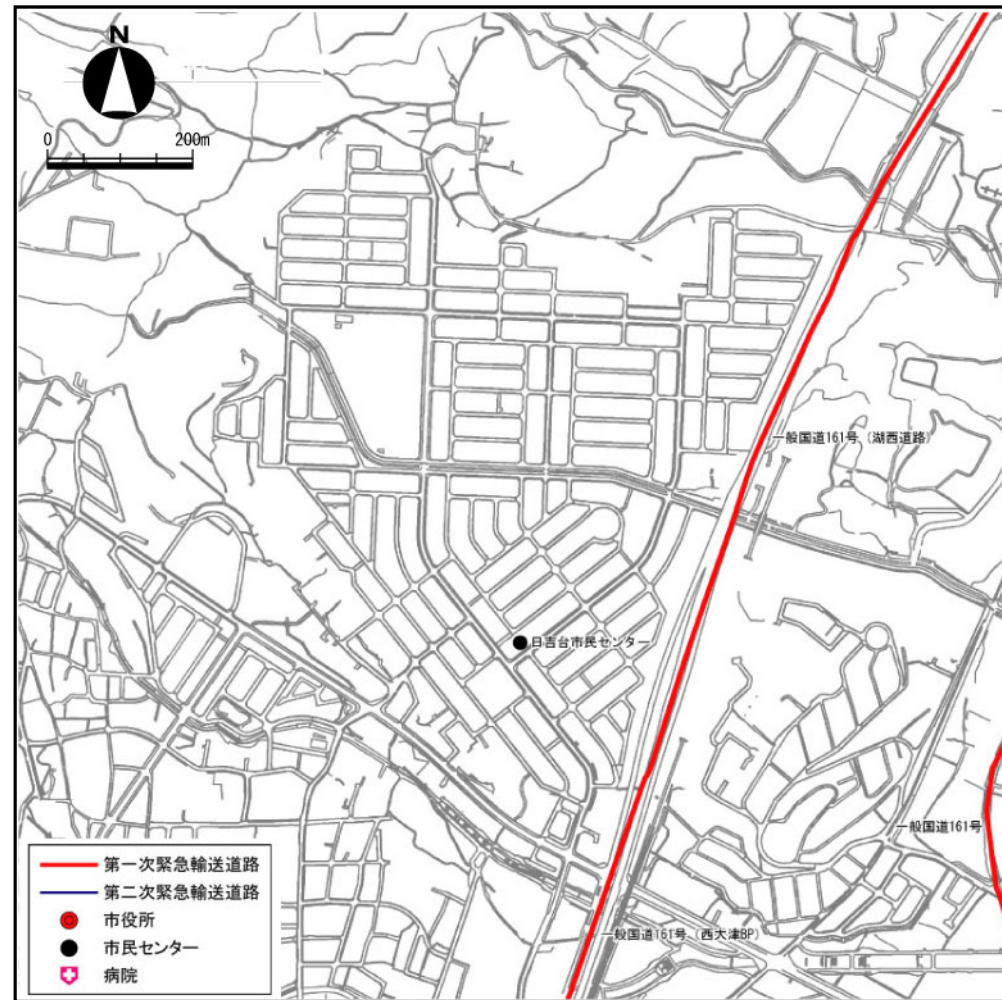 N
0 200m
一般国道161号（湖西道路）
日吉台市民センター
一般国道161号
一般国道161号（西大津BP）
第一次緊急輸送道路
第二次緊急輸送道路
市役所
市民センター
病院